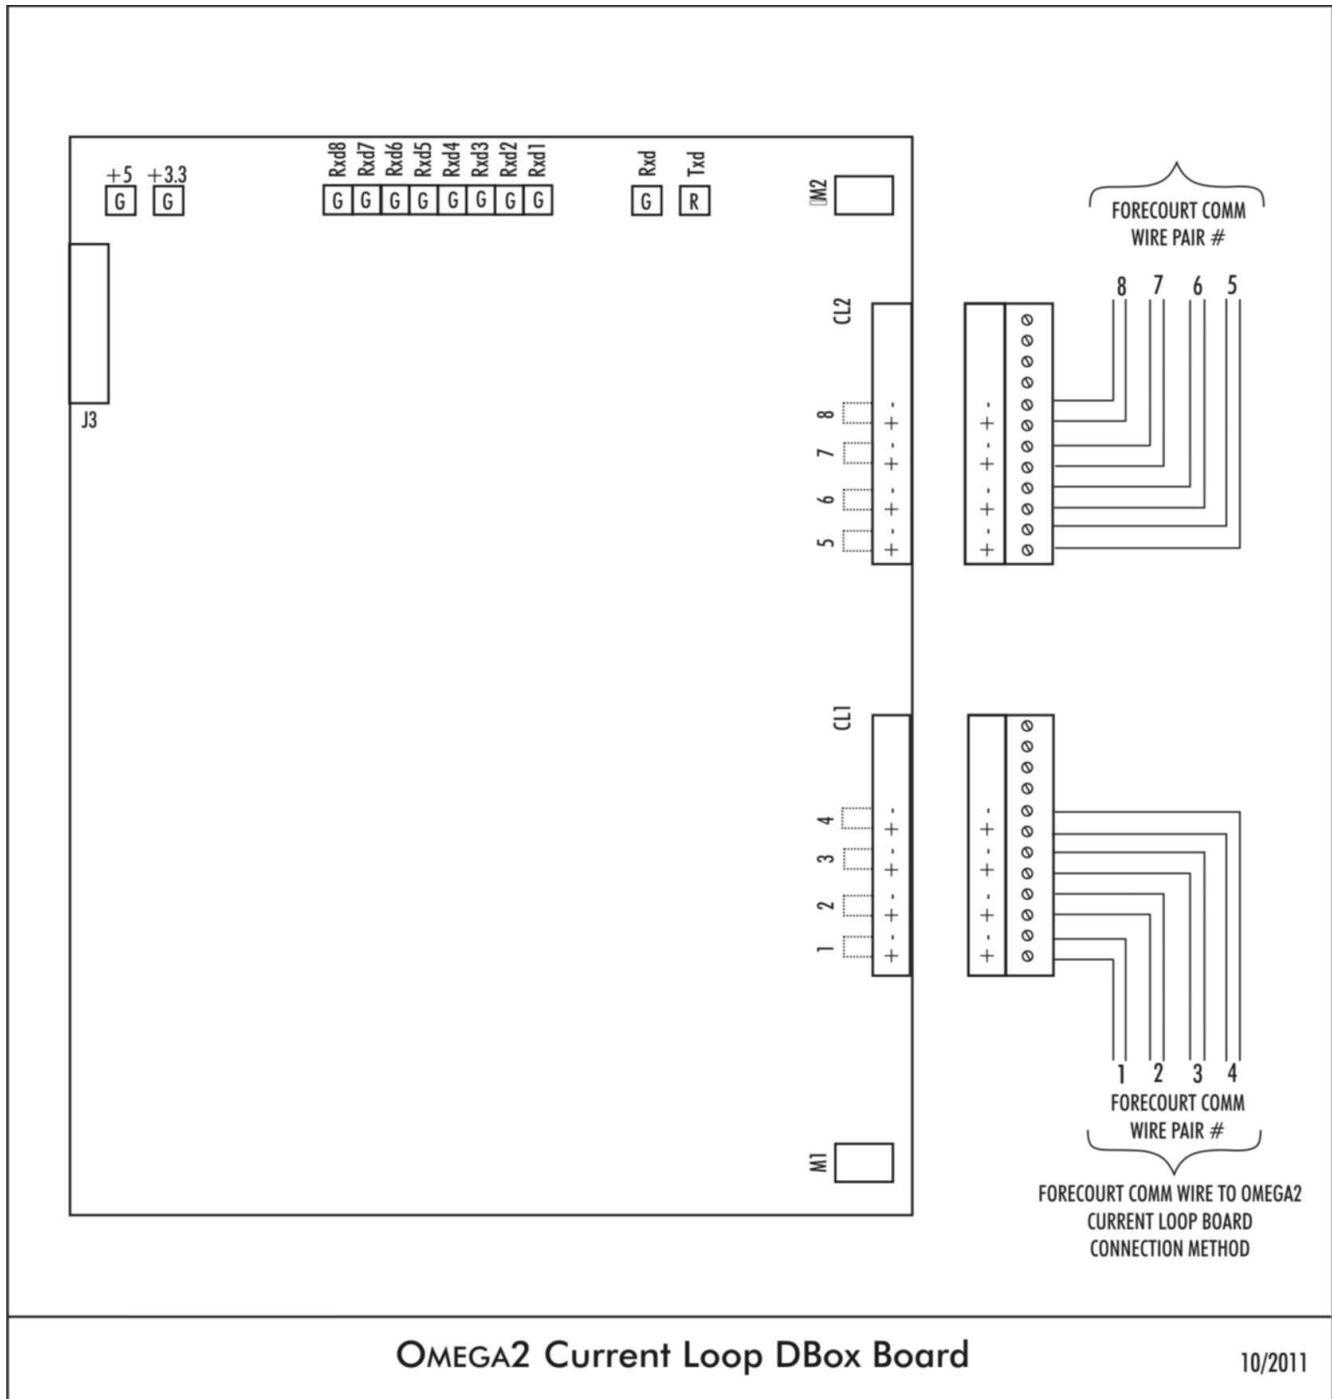 +5 +3.3
G G
Rxd8 Rxd7 Rxd6 Rxd5 Rxd4 Rxd3 Rxd2 Rxd1
G G G G G G G G
Rxd Txd
G R
M2
J3
CL2
8
- +
7
- +
6
- +
5
- +
- +
- +
- +
- +
FORECOURT COMM
WIRE PAIR #
8 7 6 5
CL1
4
- +
3
- +
2
- +
1
- +
- +
- +
- +
- +
1 2 3 4
FORECOURT COMM
WIRE PAIR #
M1
FORECOURT COMM WIRE TO OMEGA2
CURRENT LOOP BOARD
CONNECTION METHOD
OMEGA2 Current Loop DBox Board
10/2011